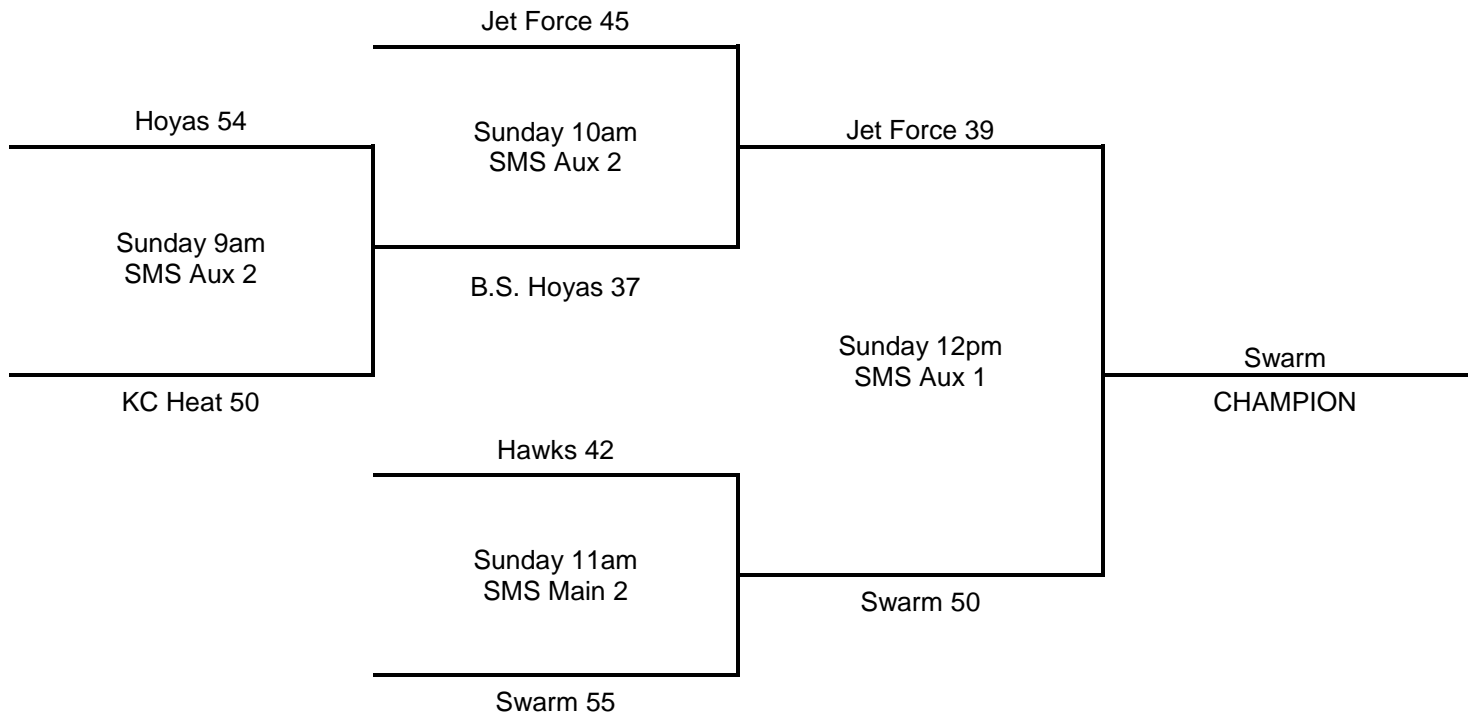 Jet Force 45
Hoyas 54
Sunday 10am
SMS Aux 2
Jet Force 39
Sunday 9am
SMS Aux 2
B.S. Hoyas 37
Sunday 12pm
SMS Aux 1
Swarm
KC Heat 50
CHAMPION
Hawks 42
Sunday 11am
SMS Main 2
Swarm 50
Swarm 55